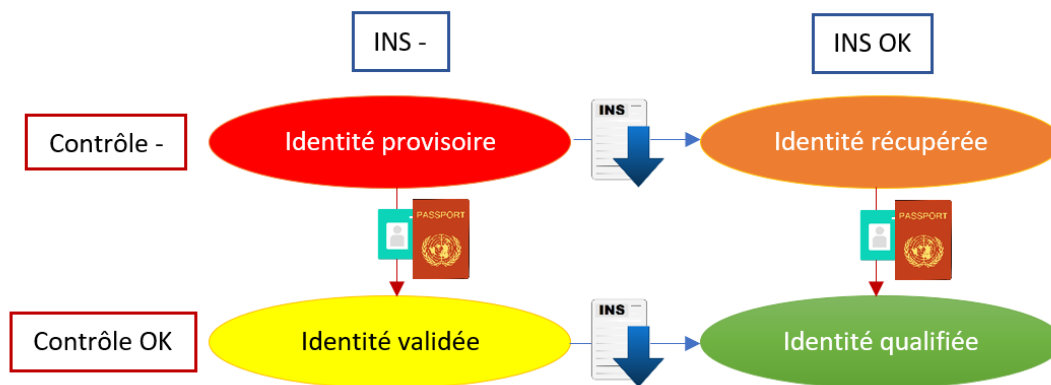 INS -
INS OK
Contrôle -
Identité provisoire
INS
Identité récupérée
PASSPORT
PASSPORT
Contrôle OK
Identité validée
INS
Identité qualifiée